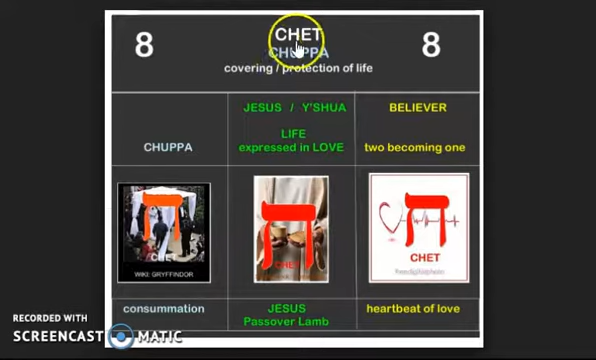 8 CHET 8
CHUPPA
covering / protection of life
JESUS / Y'SHUA BELIEVER
LIFE
CHUPPA expressed in LOVE two becoming one
CHET CHET CHET
WIKI: GRYFFINDOR
consummation JESUS heartbeat of love
Passover Lamb
RECORDED WITH
SCREENCAST MATIC